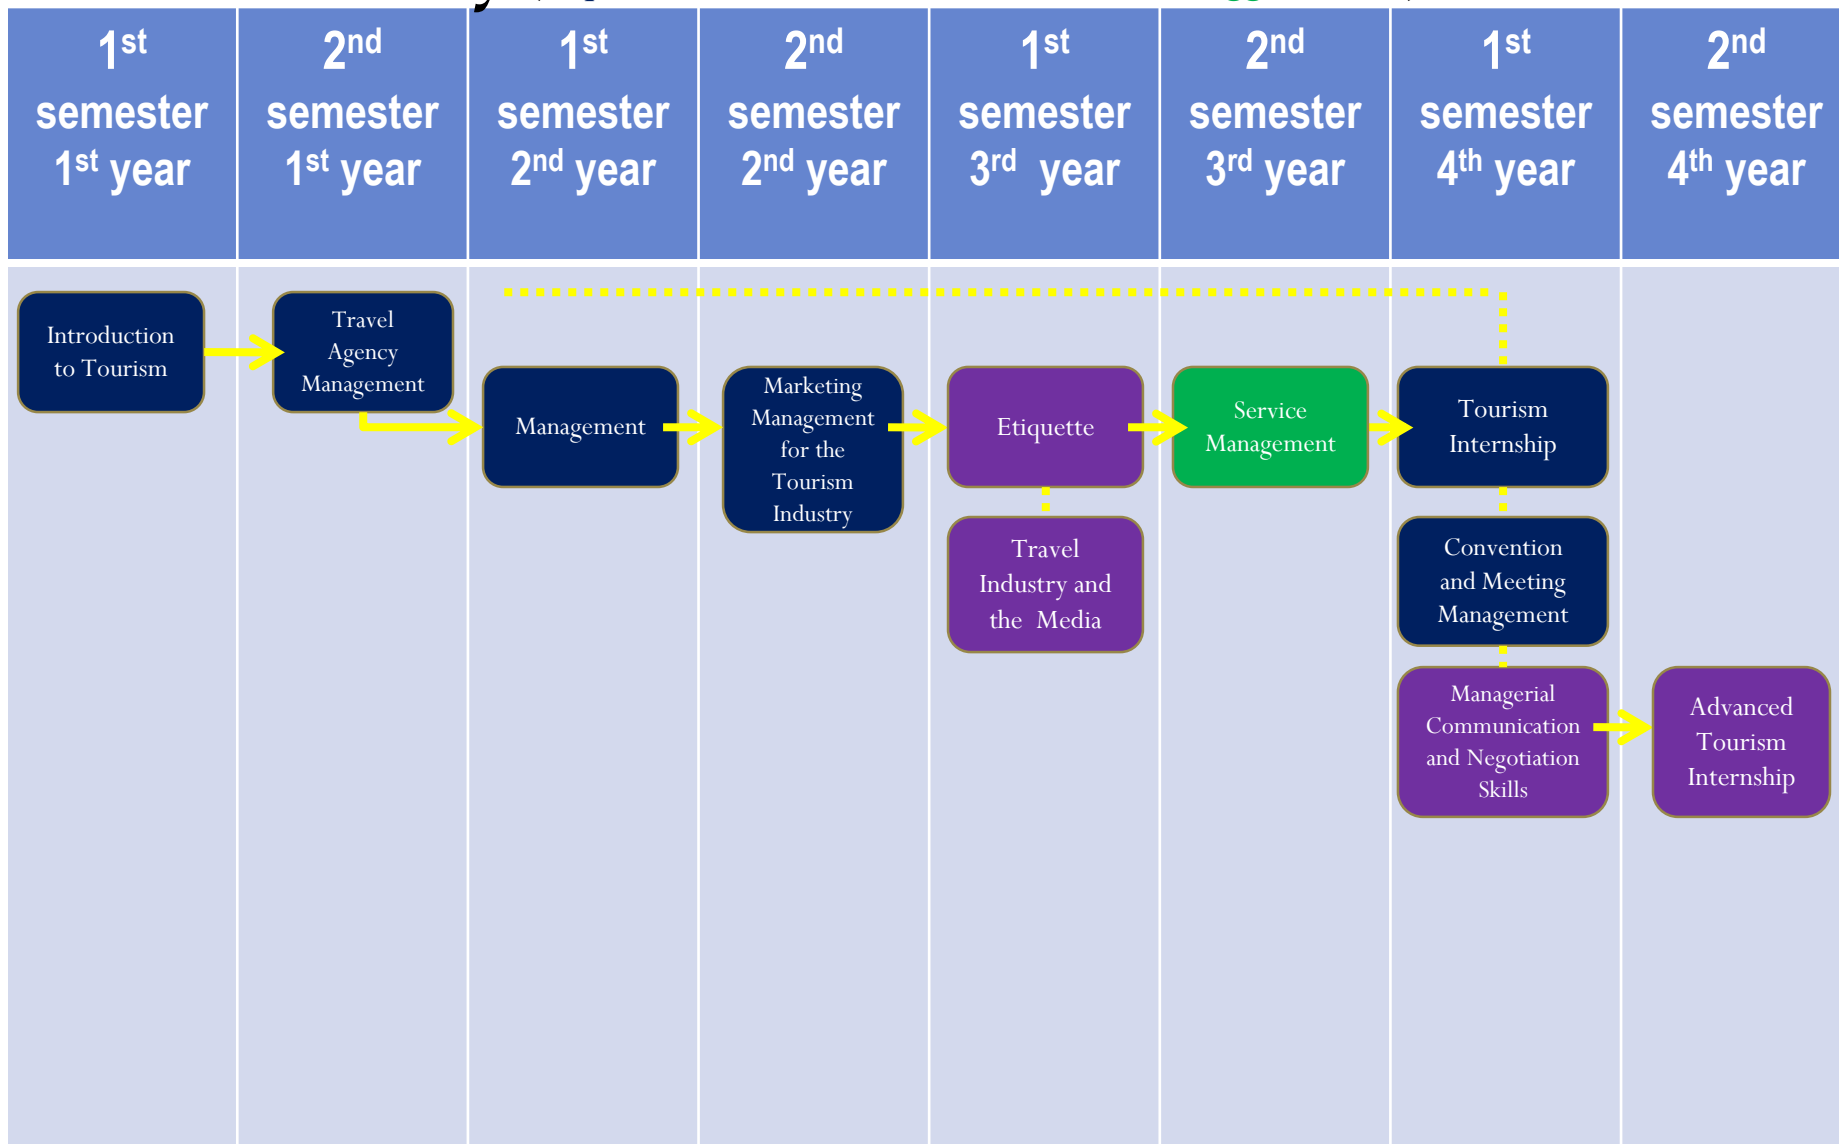 1st
semester
1st year
2nd
semester
1st year
1st
semester
2nd year
2nd
semester
2nd year
1st
semester
3rd year
2nd
semester
3rd year
1st
semester
4th year
2nd
semester
4th year
Introduction
to Tourism
Travel
Agency
Management
Management
Marketing
Management
for the
Tourism
Industry
Etiquette
Travel
Industry and
the Media
Service
Management
Tourism
Internship
Convention
and Meeting
Management
Managerial
Communication
and Negotiation
Skills
Advanced
Tourism
Internship